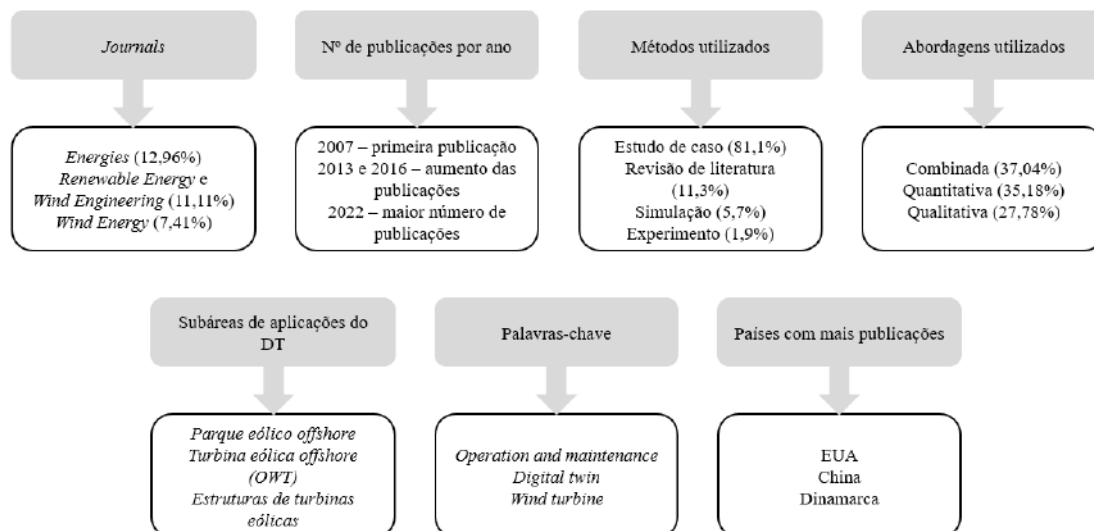 Journals
Energies (12,96%)
Renewable Energy e
Wind Engineering (11,11%)
Wind Energy (7,41%)
Nº de publicações por ano
2007 – primeira publicação
2013 e 2016 – aumento das
publicações
2022 – maior número de
publicações
Métodos utilizados
Estudo de caso (81,1%)
Revisão de literatura
(11,3%)
Simulação (5,7%)
Experimento (1,9%)
Abordagens utilizados
Combinada (37,04%)
Quantitativa (35,18%)
Qualitativa (27,78%)
Subáreas de aplicações do
DT
Parque eólico offshore
Turbina eólica offshore
(OWT)
Estruturas de turbinas
eólicas
Palavras-chave
Operation and maintenance
Digital twin
Wind turbine
Países com mais publicações
EUA
China
Dinamarca